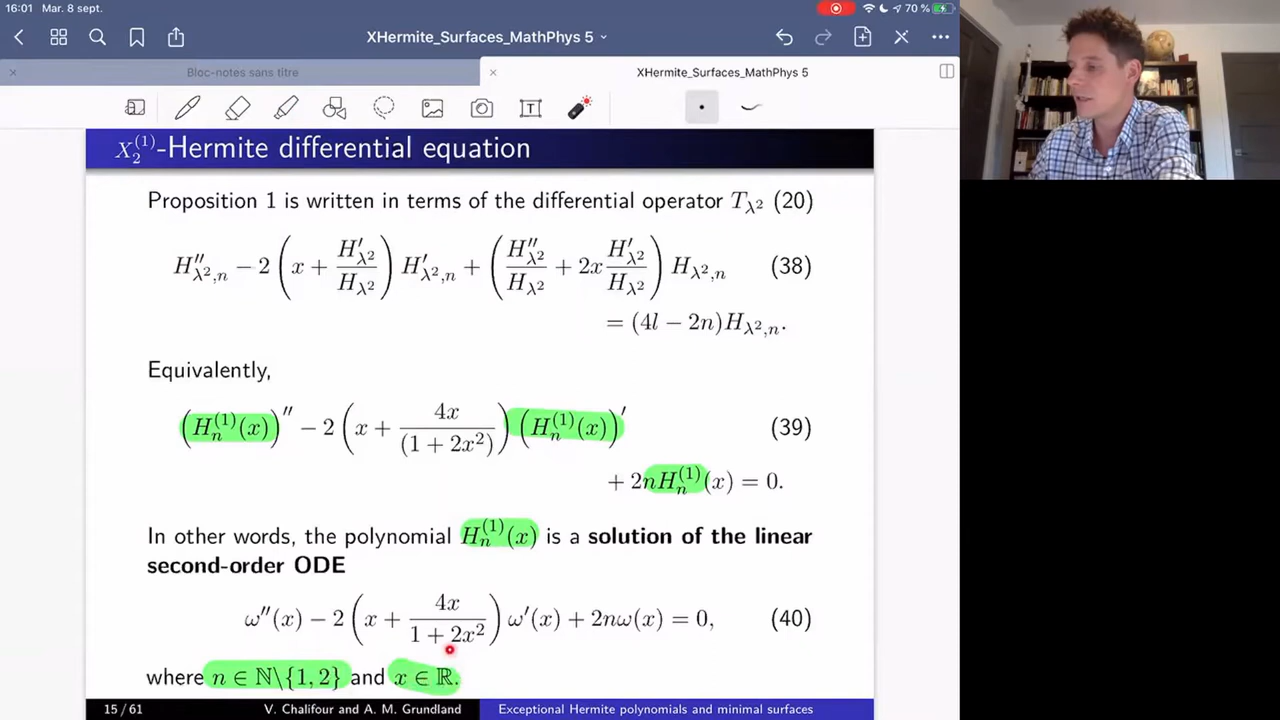 16:01 Mar. 8 sept. 70 %
XHermite_Surfaces_MathPhys 5
Bloc-notes sans titre XHermite_Surfaces_MathPhys 5
T
X₂⁽¹⁾-Hermite differential equation
Proposition 1 is written in terms of the differential operator T_{λ²} (20)
H''_{λ²,n} − 2 ( x + H'_{λ²} / H_{λ²} ) H'_{λ²,n} + ( H''_{λ²} / H_{λ²} + 2x H'_{λ²} / H_{λ²} ) H_{λ²,n} (38)
= (4l − 2n)H_{λ²,n}.
Equivalently,
(H_n^{(1)}(x))'' − 2 ( x + 4x / (1 + 2x²) ) (H_n^{(1)}(x))' (39)
+ 2nH_n^{(1)}(x) = 0.
In other words, the polynomial H_n^{(1)}(x) is a solution of the linear
second-order ODE
ω''(x) − 2 ( x + 4x / 1 + 2x² ) ω'(x) + 2nω(x) = 0, (40)
where n ∈ ℕ\{1, 2} and x ∈ ℝ.
15 / 61 V. Chalifour and A. M. Grundland Exceptional Hermite polynomials and minimal surfaces